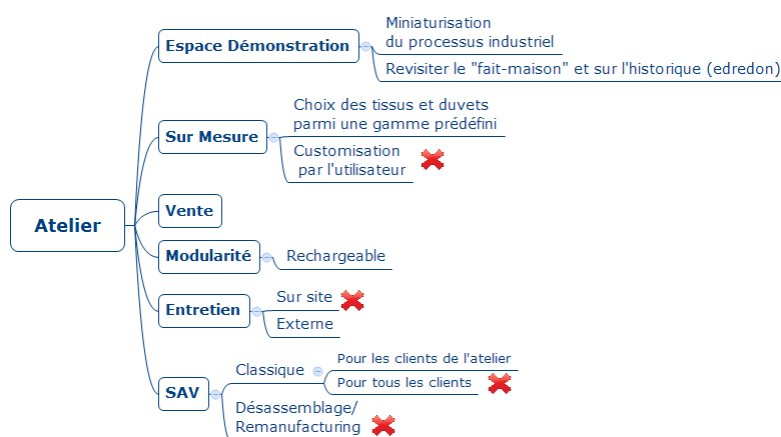 Atelier
Espace Démonstration
Miniaturisation
du processus industriel
Revisiter le "fait-maison" et sur l'historique (edredon)
Sur Mesure
Choix des tissus et duvets
parmi une gamme prédéfini
Customisation
par l'utilisateur
Vente
Modularité
Rechargeable
Entretien
Sur site
Externe
SAV
Classique
Pour les clients de l'atelier
Pour tous les clients
Désassemblage/
Remanufacturing